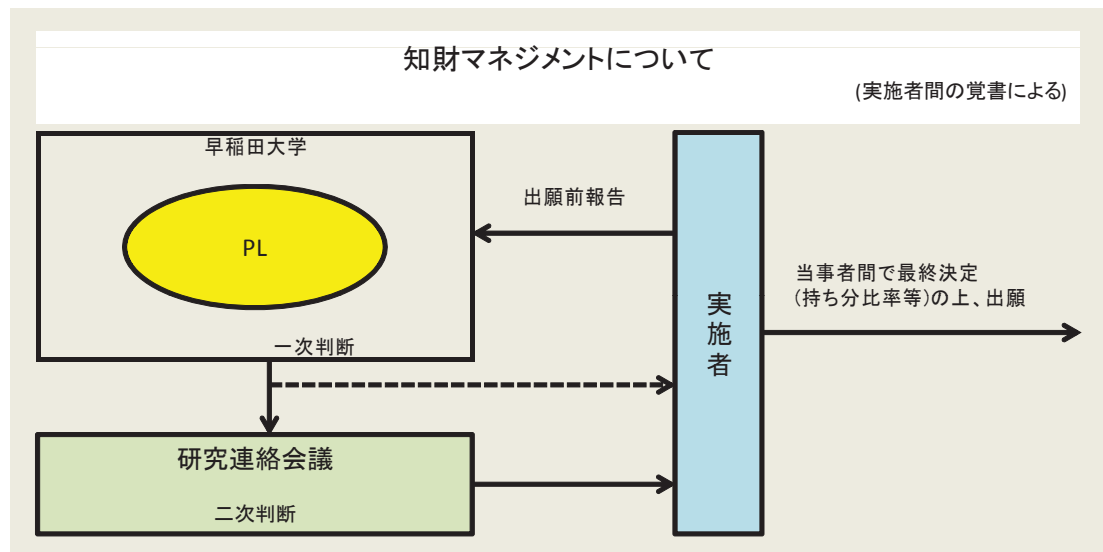 知財マネジメントについて
(実施者間の覚書による)
早稲田大学
PL
一次判断
出願前報告
実施者
当事者間で最終決定
(持ち分比率等)の上、出願
研究連絡会議
二次判断